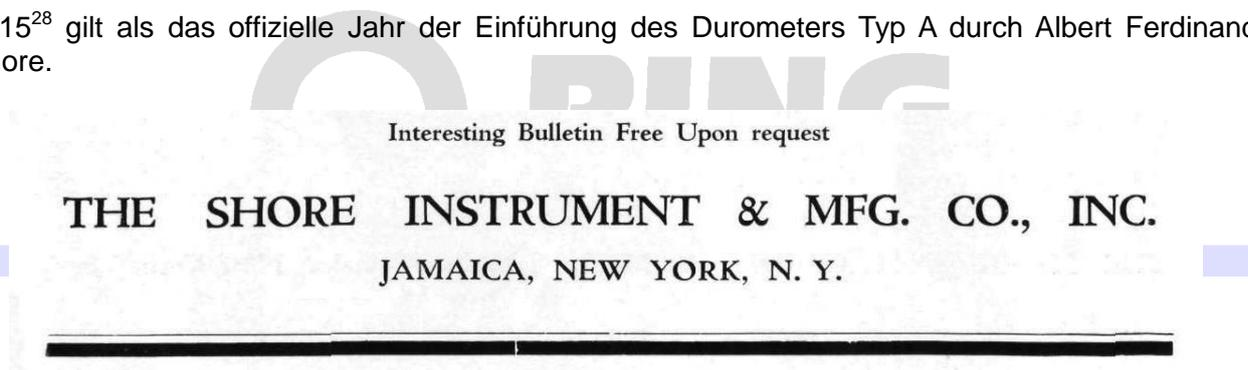 15²⁸ gilt als das offizielle Jahr der Einführung des Durometers Typ A durch Albert Ferdinand
ore.
RING
Interesting Bulletin Free Upon request
THE SHORE INSTRUMENT & MFG. CO., INC.
JAMAICA, NEW YORK, N. Y.